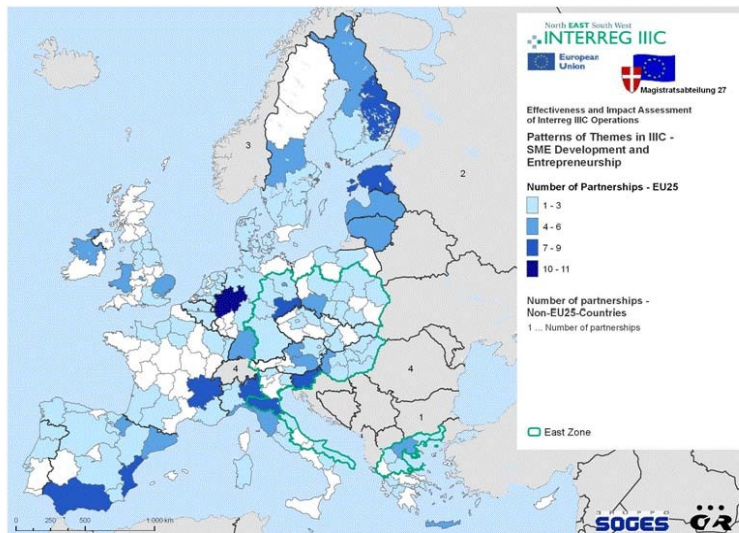 North EAST South West
INTERREG IIIC
European
Union
Magistratsabteilung 27
Effectiveness and Impact Assessment
of Interreg IIIC Operations
Patterns of Themes in IIIC -
SME Development and
Entrepreneurship
Number of Partnerships - EU25
1 - 3
4 - 6
7 - 9
10 - 11
Number of partnerships -
Non-EU25-Countries
1 ... Number of partnerships
East Zone
3
2
4
4
1
0
250
500
1 000 km
GRUPPO
SOGES
ÖIR